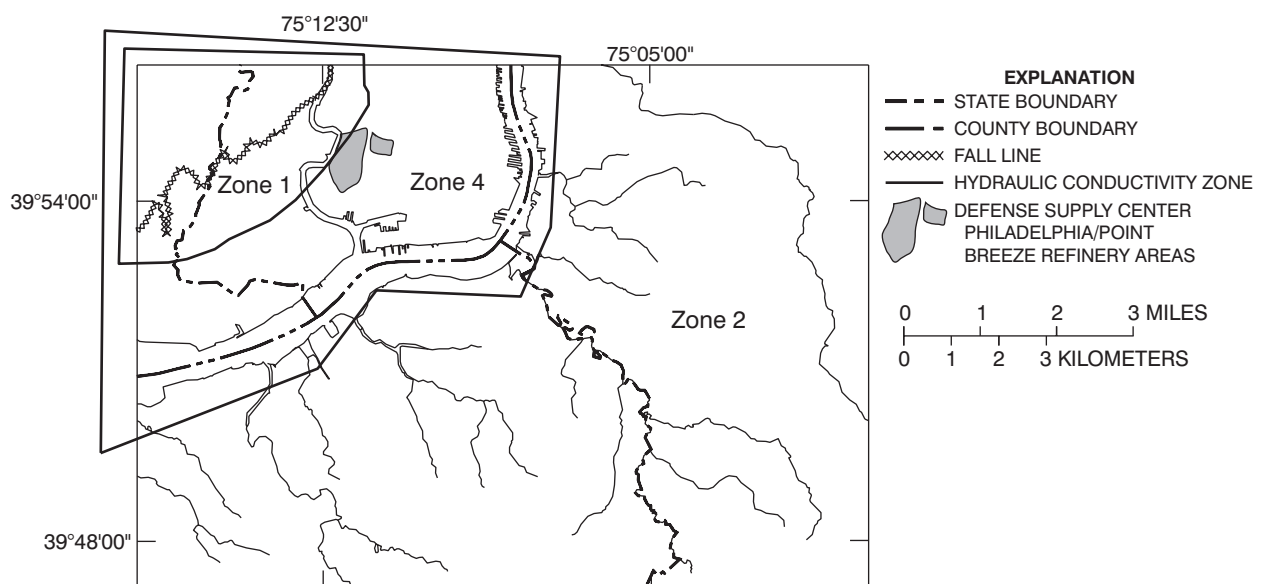 75°12'30"
75°05'00"
39°54'00"
39°48'00"
Zone 1
Zone 4
Zone 2
EXPLANATION
STATE BOUNDARY
COUNTY BOUNDARY
FALL LINE
HYDRAULIC CONDUCTIVITY ZONE
DEFENSE SUPPLY CENTER
PHILADELPHIA/POINT
BREEZE REFINERY AREAS
0 1 2 3 MILES
0 1 2 3 KILOMETERS